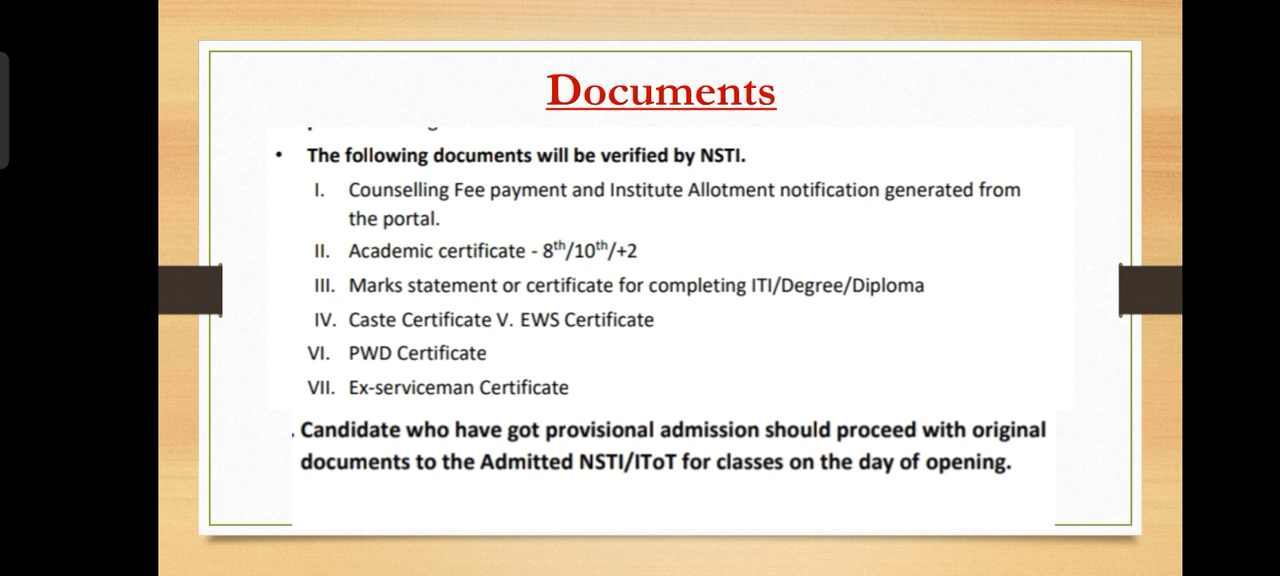 Documents
• The following documents will be verified by NSTI.
I. Counselling Fee payment and Institute Allotment notification generated from
the portal.
II. Academic certificate - 8th/10th/+2
III. Marks statement or certificate for completing ITI/Degree/Diploma
IV. Caste Certificate V. EWS Certificate
VI. PWD Certificate
VII. Ex-serviceman Certificate
. Candidate who have got provisional admission should proceed with original
documents to the Admitted NSTI/IToT for classes on the day of opening.